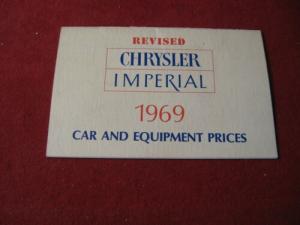 REVISED
CHRYSLER
IMPERIAL
1969
CAR AND EQUIPMENT PRICES